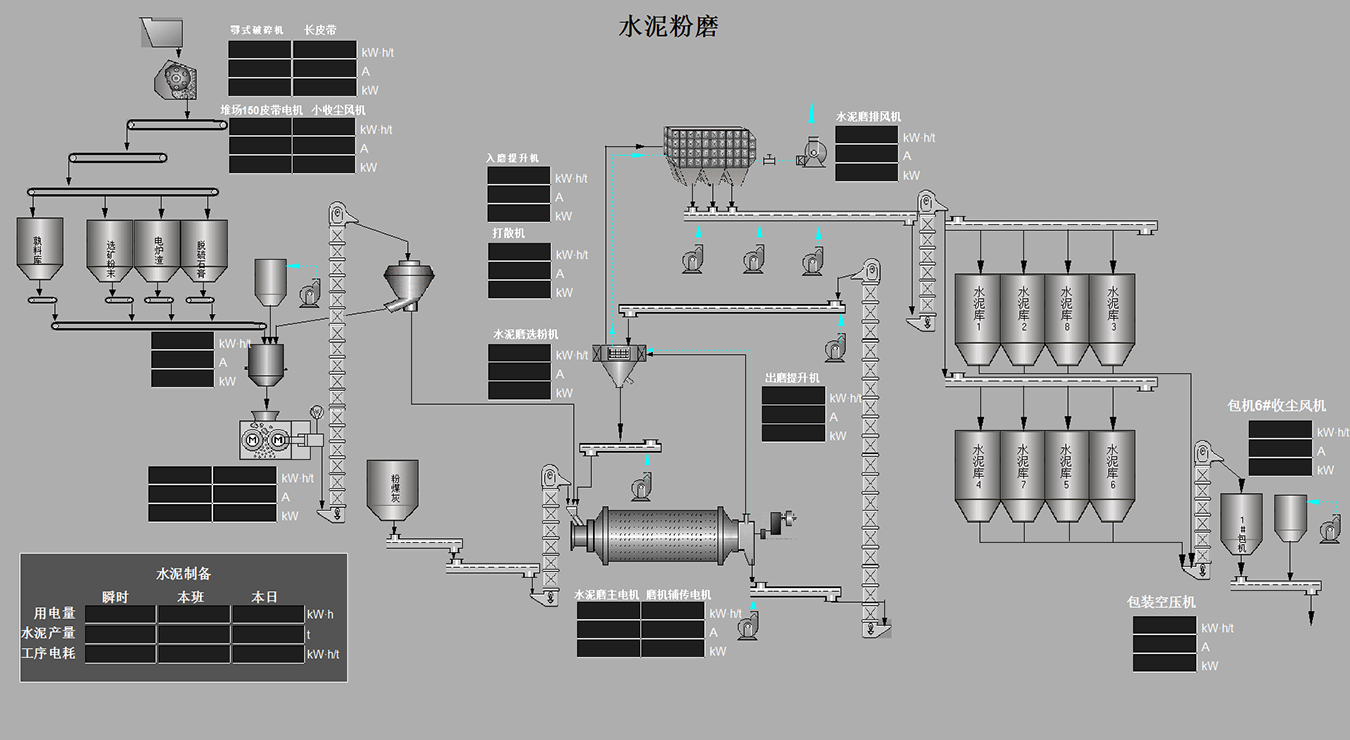 水泥粉磨
鄂式破碎机 长皮带
kW·h/t
A
kW
堆场150皮带电机 小收尘风机
kW·h/t
A
kW
入磨提升机
kW·h/t
A
kW
打散机
kW·h/t
A
kW
水泥磨选粉机
kW·h/t
A
kW
水泥磨排风机
kW·h/t
A
kW
出磨提升机
kW·h/t
A
kW
熟料库
选矿粉末
电炉渣
脱硫石膏
kW·h/t
A
kW
M M
kW·h/t
A
kW
粉煤灰
水泥磨主电机 磨机辅传电机
kW·h/t
A
kW
水泥库1
水泥库2
水泥库8
水泥库3
水泥库4
水泥库7
水泥库5
水泥库6
包机6#收尘风机
kW·h/t
A
kW
1#包机
包装空压机
kW·h/t
A
kW
水泥制备
瞬时 本班 本日
用电量 kW·h
水泥产量 t
工序电耗 kW·h/t